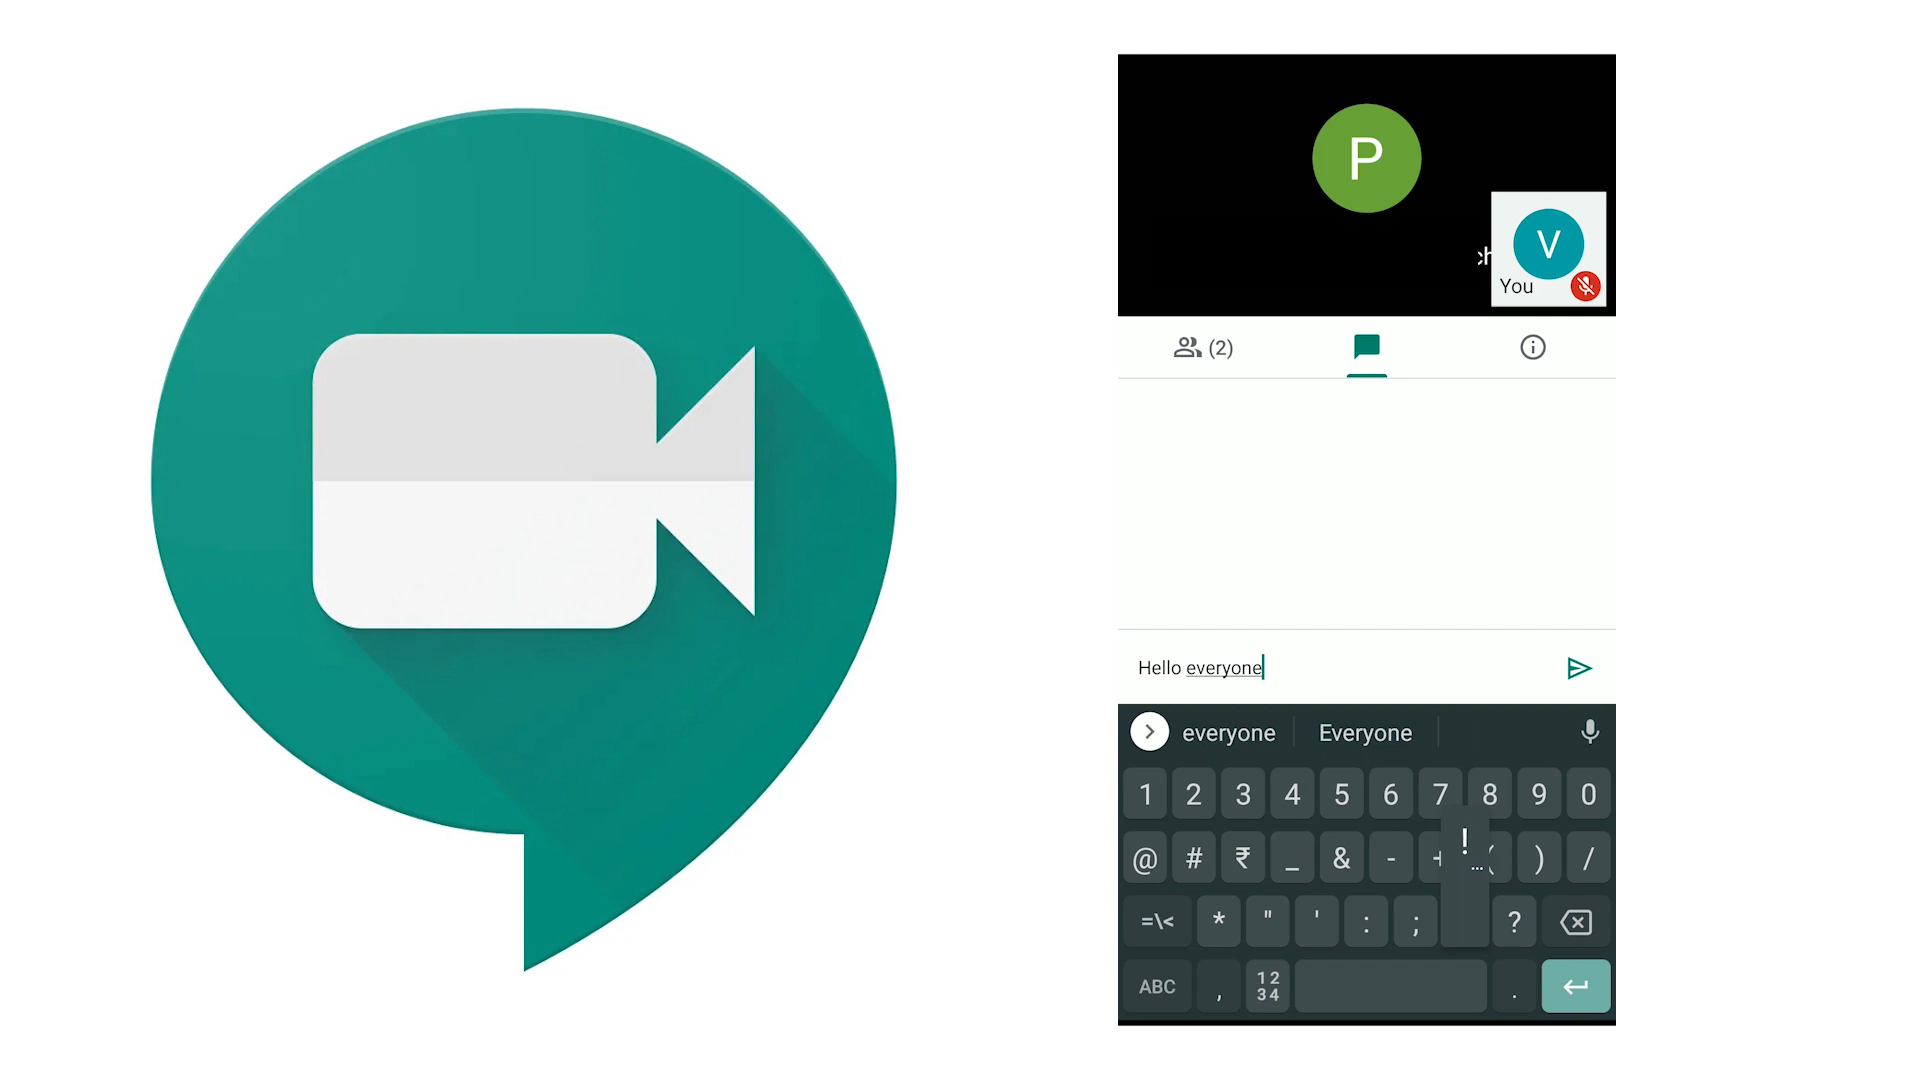 P
V
You
(2)
Hello everyone
everyone Everyone
1 2 3 4 5 6 7 8 9 0
@ # ₹ _ & - + ( ) /
! …
=\< * " ' : ; ?
ABC , 12 34 .